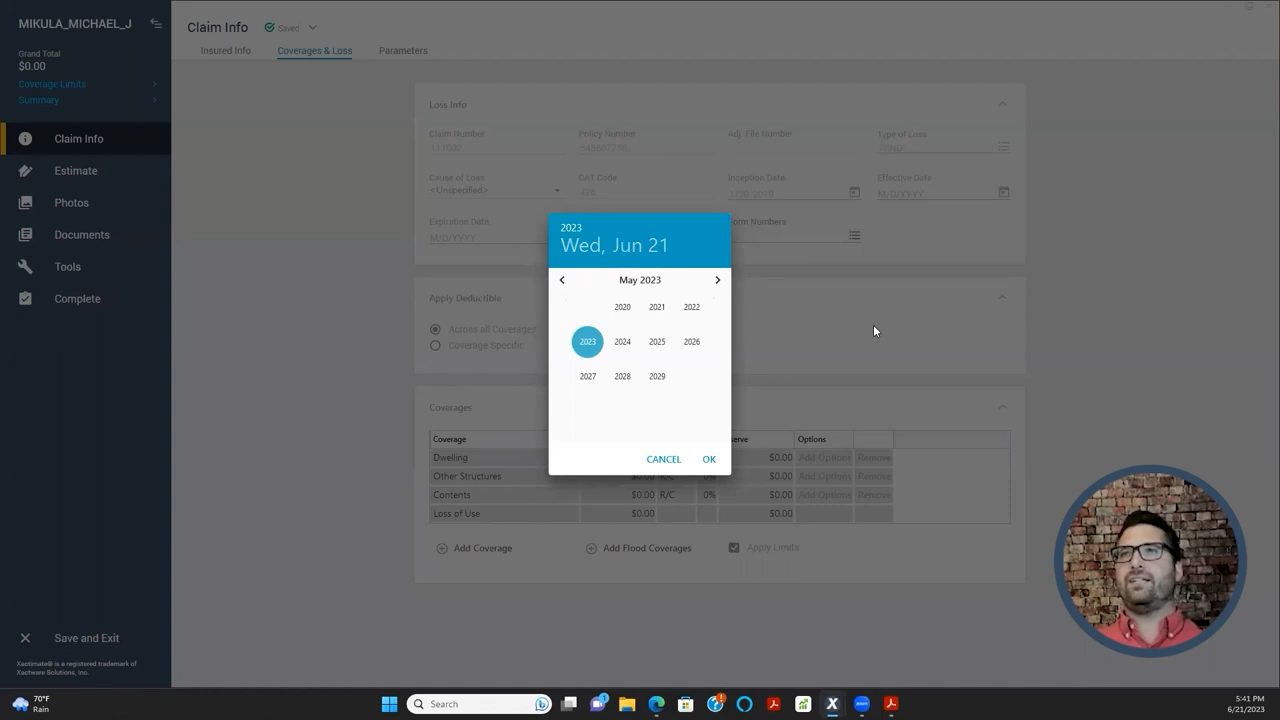 MIKULA_MICHAEL_J
Grand Total
$0.00
Coverage Limits
Summary
Claim Info
Estimate
Photos
Documents
Tools
Complete
Save and Exit
Xactimate® is a registered trademark of
Xactware Solutions, Inc.
Claim Info Saved
Insured Info Coverages & Loss Parameters
Loss Info
Claim Number Policy Number Adj. File Number Type of Loss
Cause of Loss CAT Code Inception Date Effective Date
<Unspecified> M/D/YYYY
Expiration Date Form Numbers
M/D/YYYY
2023
Wed, Jun 21
May 2023
2020 2021 2022
2023 2024 2025 2026
2027 2028 2029
CANCEL OK
Apply Deductible
Across all Coverages
Coverage Specific
Coverages
Coverage Options
Dwelling $0.00 Add Options Remove
Other Structures $0.00 R/C 0% $0.00 Add Options Remove
Contents $0.00 R/C 0% $0.00 Add Options Remove
Loss of Use $0.00 $0.00
Add Coverage Add Flood Coverages Apply Limits
70°F
Rain
Search
5:41 PM
6/21/2023